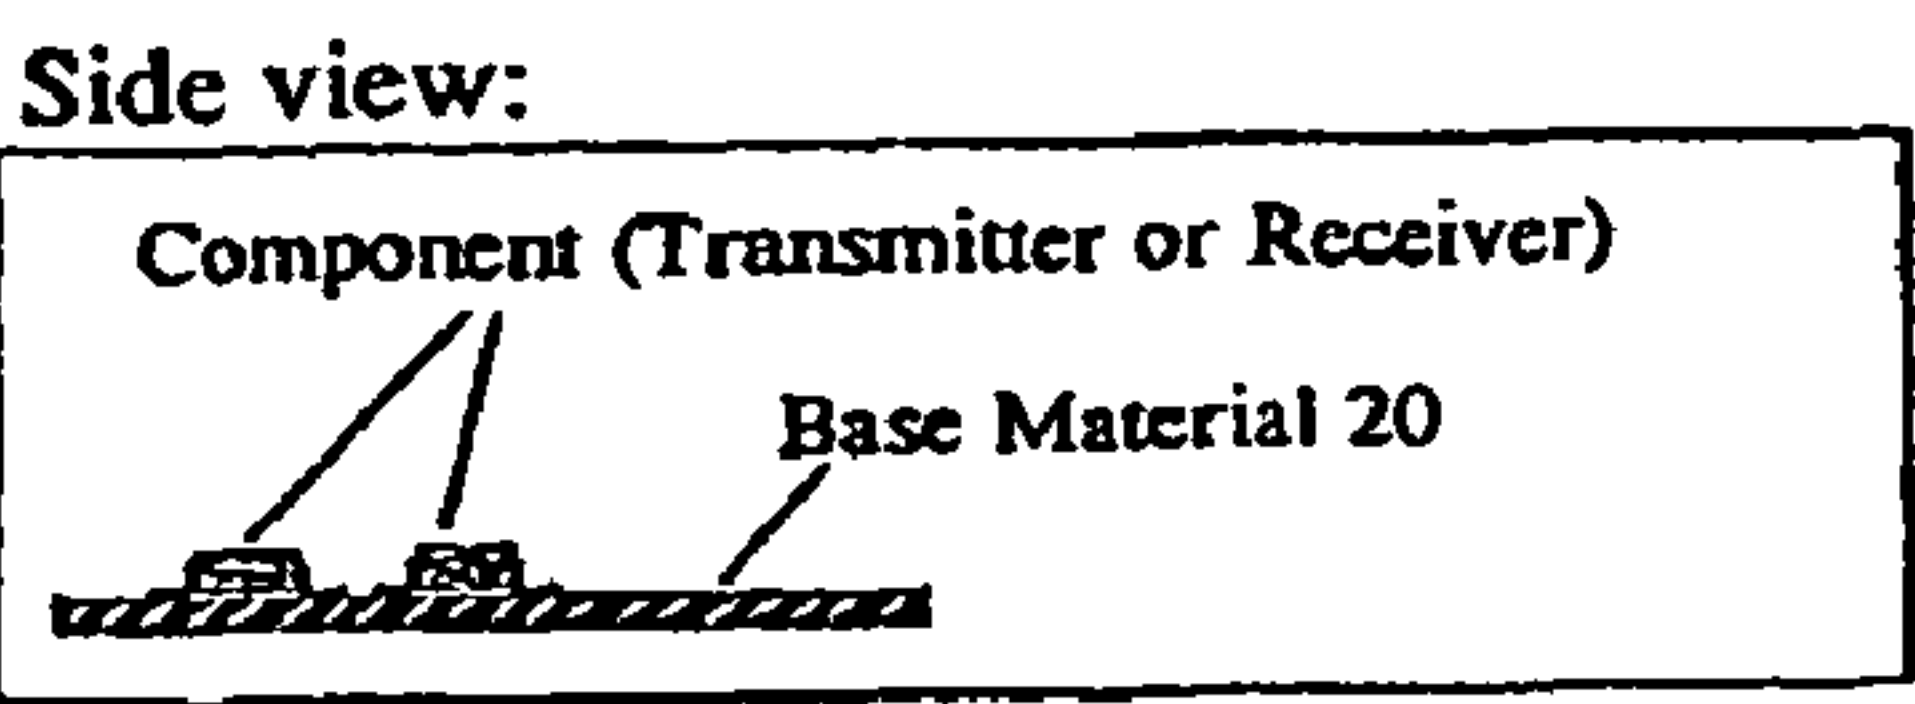 Side view:
Component (Transmitter or Receiver)
Base Material 20